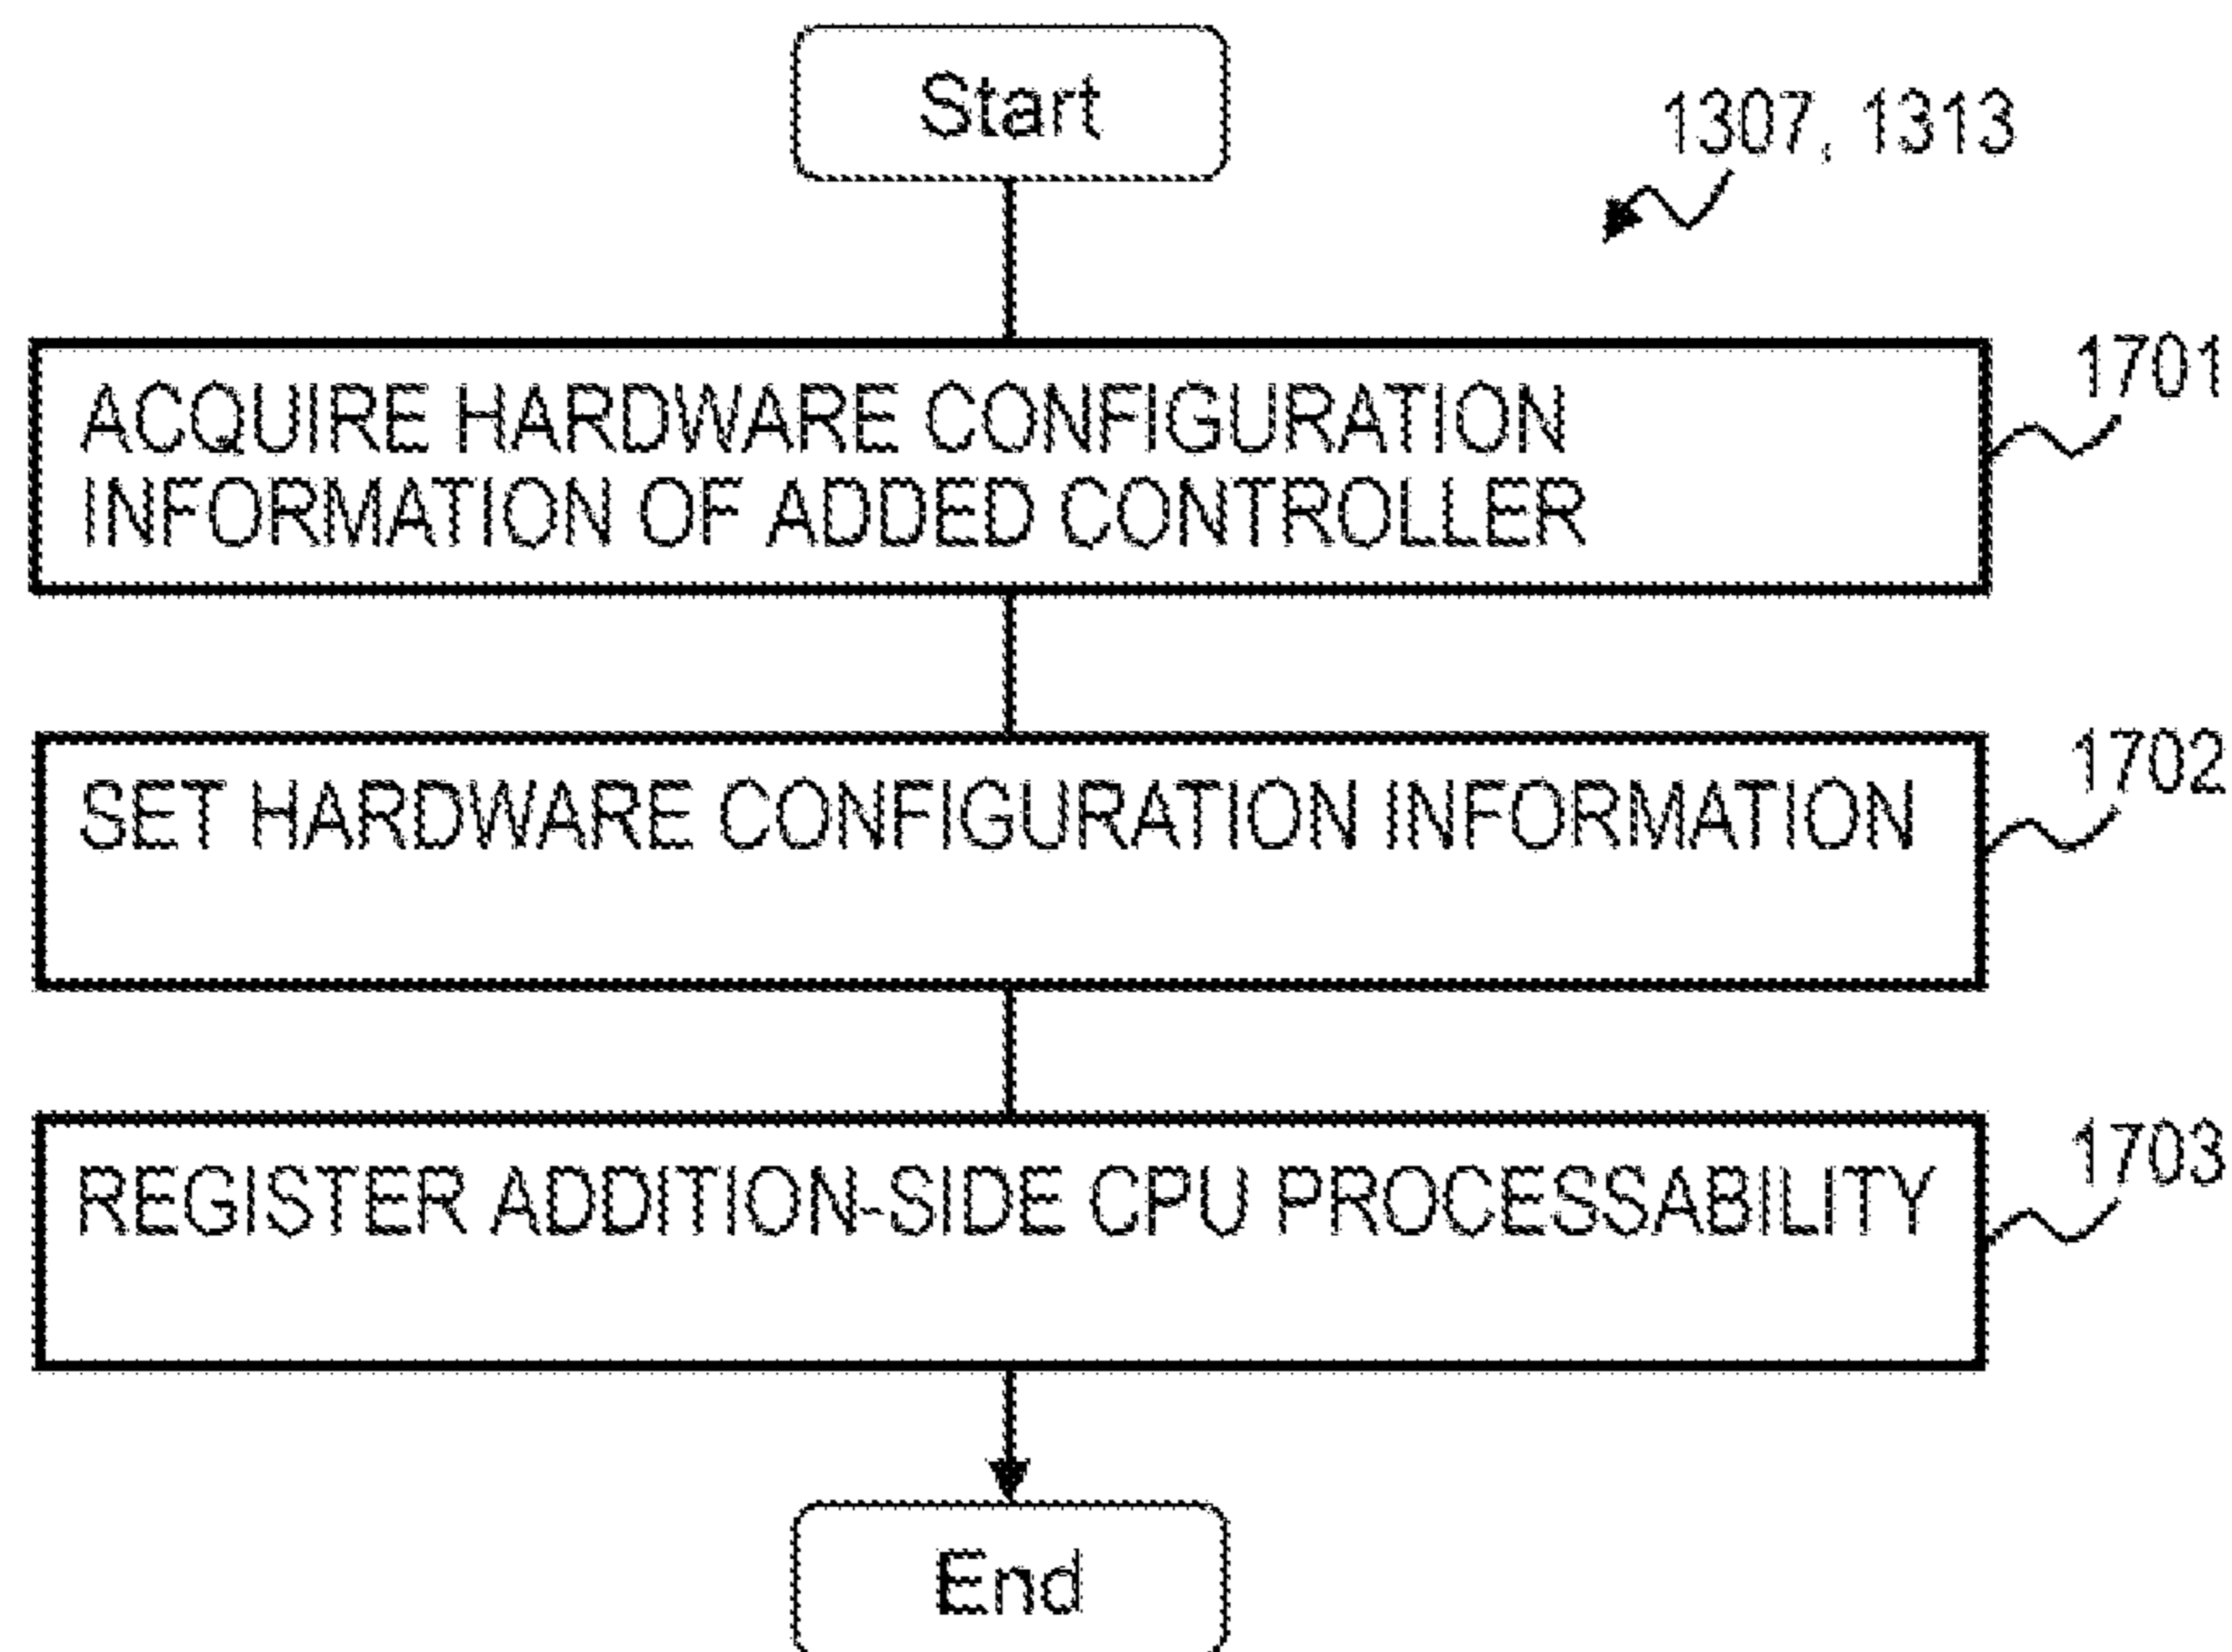 Start
1307, 1313
ACQUIRE HARDWARE CONFIGURATION
INFORMATION OF ADDED CONTROLLER
1701
SET HARDWARE CONFIGURATION INFORMATION
1702
REGISTER ADDITION-SIDE CPU PROCESSABILITY
1703
End